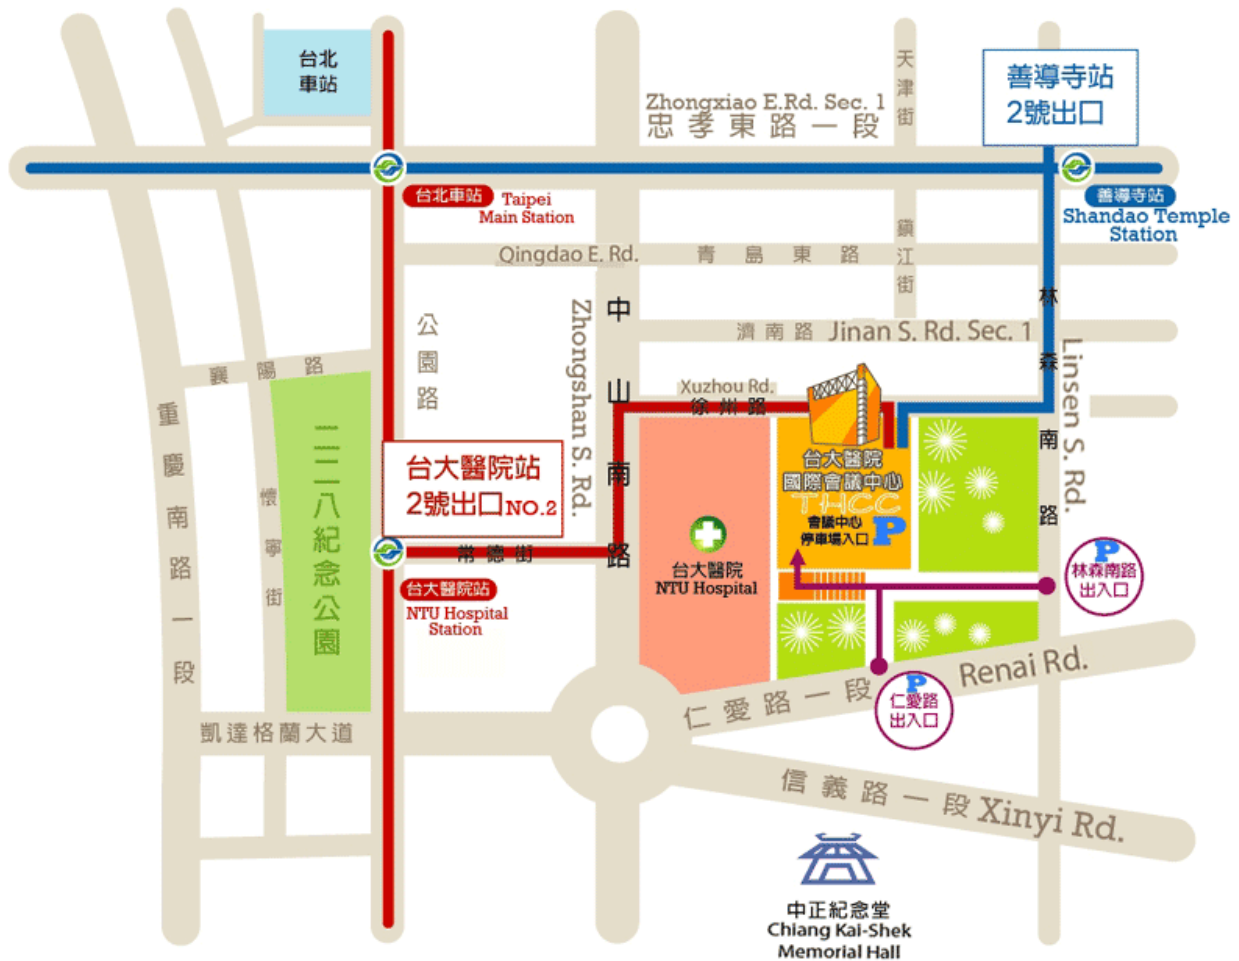 台北
車站
天津街
善導寺站
2號出口
Zhongxiao E.Rd. Sec. 1
忠孝東路一段
台北車站
Taipei
Main Station
善導寺站
Shandao Temple
Station
Qingdao E. Rd.
青島東路
鎮江街
林森南路
Linsen S. Rd.
公園路
Zhongshan S. Rd.
中山南路
濟南路 Jinan S. Rd. Sec. 1
襄陽路
Xuzhou Rd.
徐州路
重慶南路一段
二二八紀念公園
懷寧街
台大醫院站
2號出口NO.2
台大醫院
國際會議中心
THCC
會議中心
停車場入口
P
常德街
台大醫院
NTU Hospital
台大醫院站
NTU Hospital
Station
P
林森南路
出入口
P
仁愛路
出入口
仁愛路一段 Renai Rd.
凱達格蘭大道
信義路一段 Xinyi Rd.
中正紀念堂
Chiang Kai-Shek
Memorial Hall